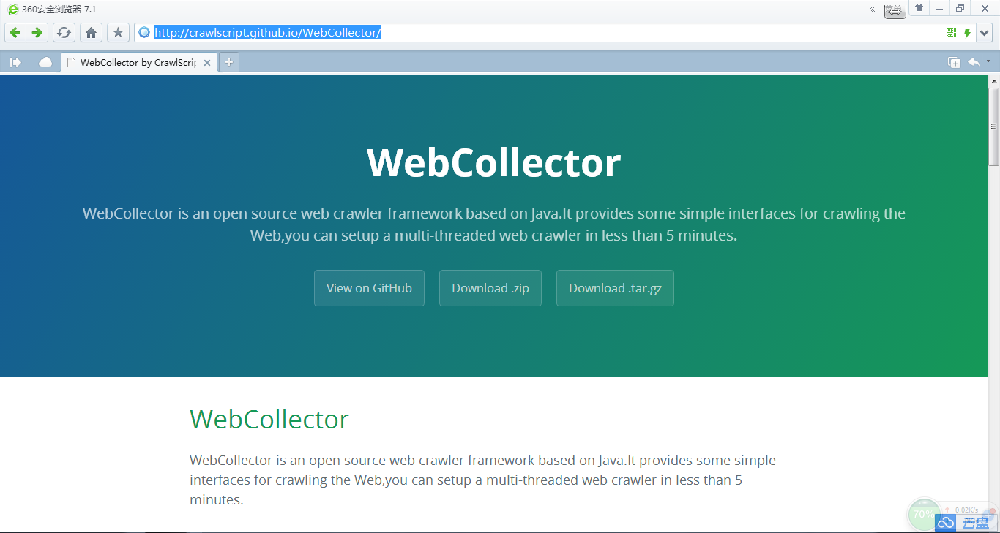 360安全浏览器 7.1
http://crawlscript.github.io/WebCollector/
WebCollector by CrawlScrip
WebCollector
WebCollector is an open source web crawler framework based on Java.It provides some simple interfaces for crawling the
Web,you can setup a multi-threaded web crawler in less than 5 minutes.
View on GitHub
Download .zip
Download .tar.gz
WebCollector
WebCollector is an open source web crawler framework based on Java.It provides some simple
interfaces for crawling the Web,you can setup a multi-threaded web crawler in less than 5
minutes.
70%
0.02K/s
云盘